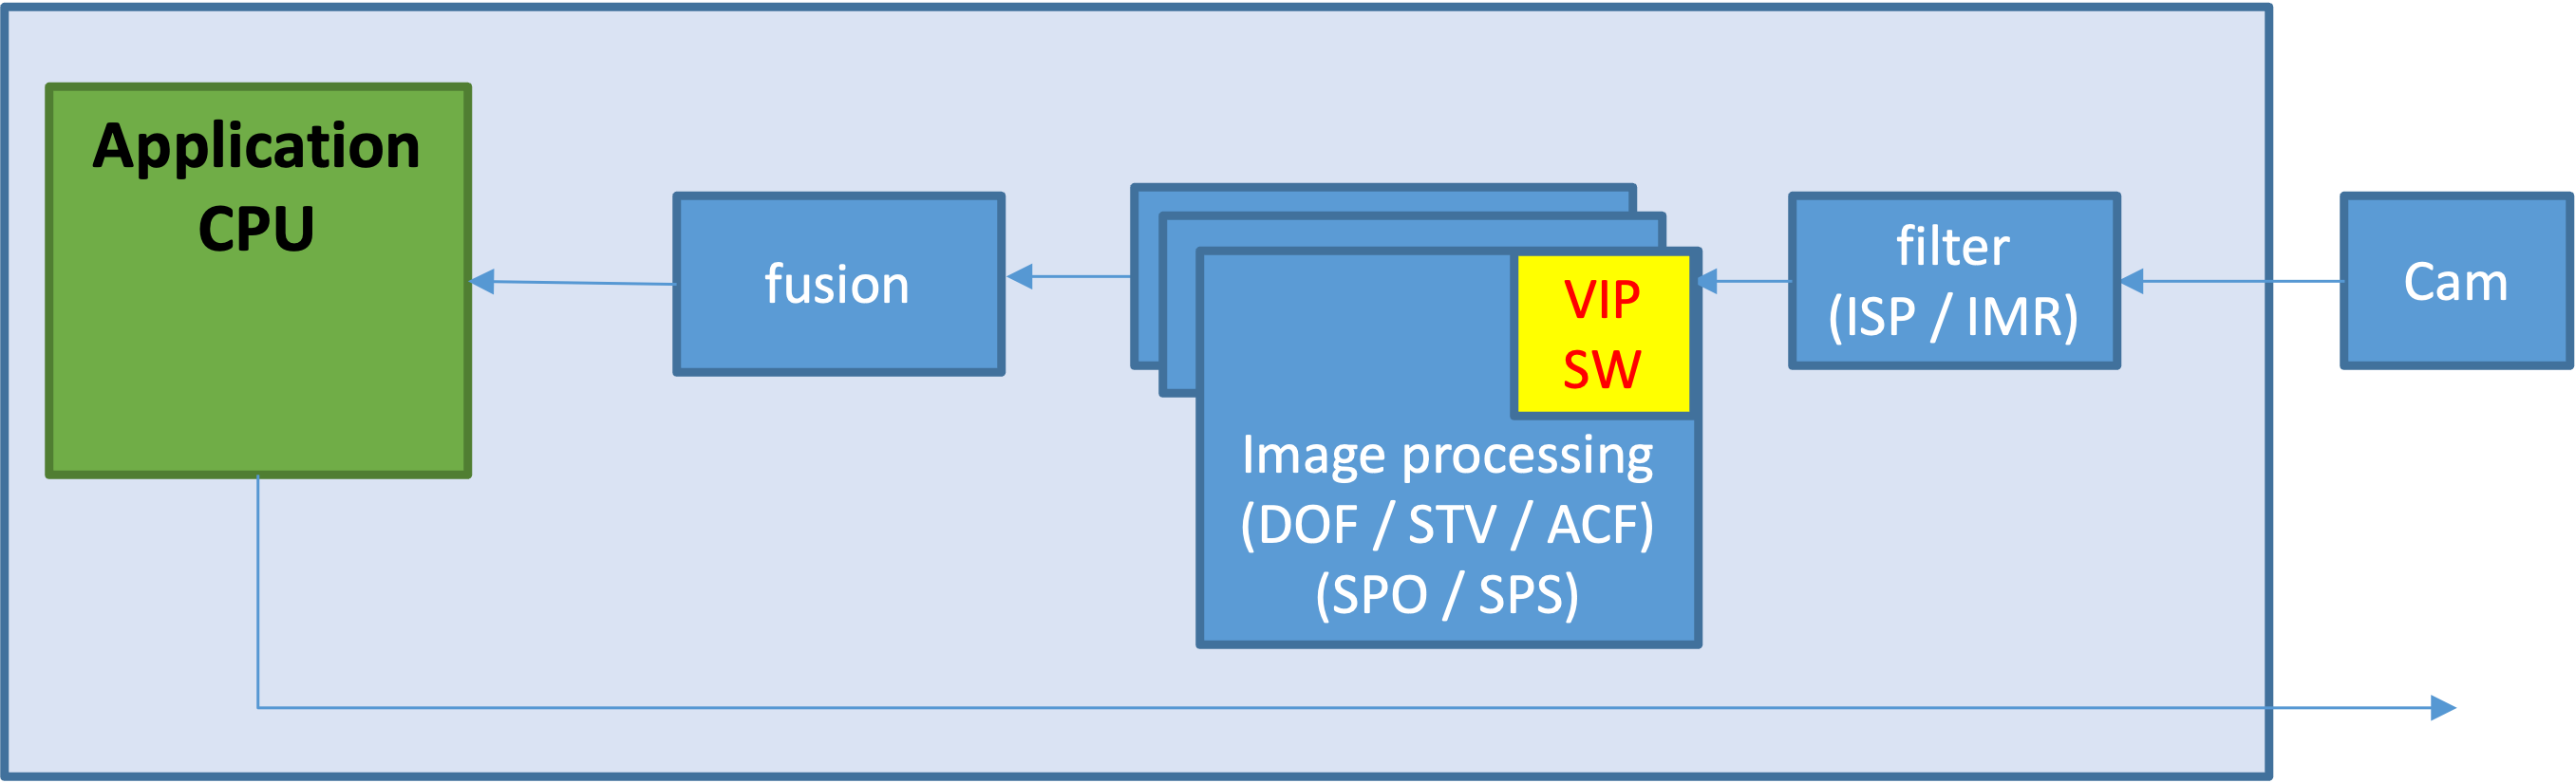 Application
CPU
fusion
VIP
SW
Image processing
(DOF / STV / ACF)
(SPO / SPS)
filter
(ISP / IMR)
Cam